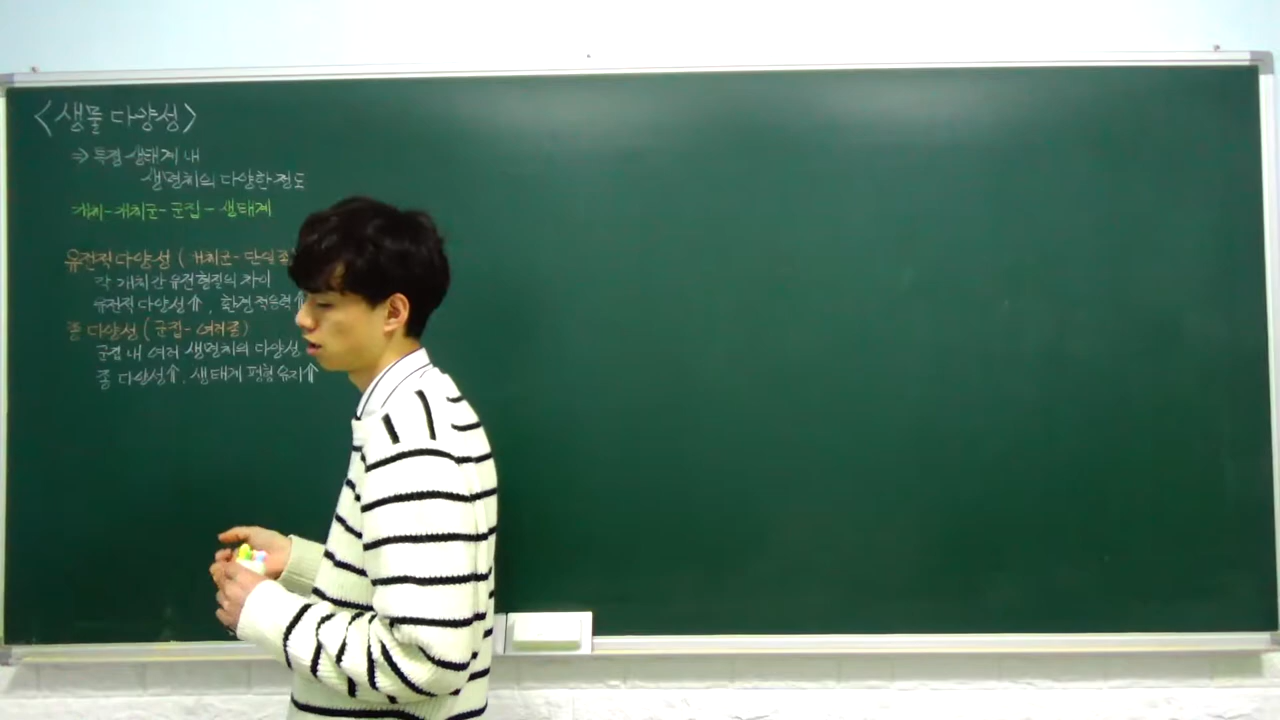 <생물 다양성>
⇒ 특정 생태계 내
생명체의 다양한 정도
개체-개체군-군집-생태계
유전적 다양성 (개체군-단일종)
각 개체간 유전형질의 차이
유전적 다양성⇑, 환경적응력⇑
종 다양성 (군집-여러종)
군집 내 여러 생명체의 다양성
종 다양성⇑, 생태계 평형 유지⇑